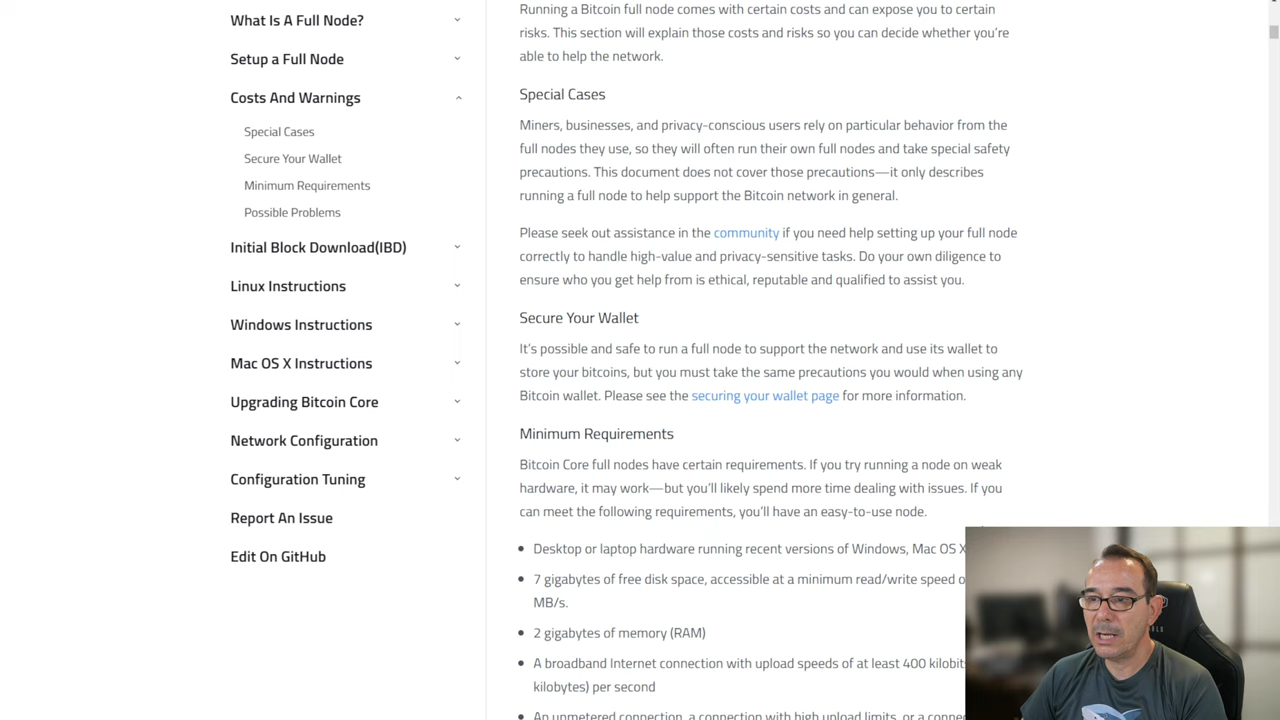 What Is A Full Node?
Setup a Full Node
Costs And Warnings
Special Cases
Secure Your Wallet
Minimum Requirements
Possible Problems
Initial Block Download(IBD)
Linux Instructions
Windows Instructions
Mac OS X Instructions
Upgrading Bitcoin Core
Network Configuration
Configuration Tuning
Report An Issue
Edit On GitHub
Running a Bitcoin full node comes with certain costs and can expose you to certain
risks. This section will explain those costs and risks so you can decide whether you’re
able to help the network.
Special Cases
Miners, businesses, and privacy-conscious users rely on particular behavior from the
full nodes they use, so they will often run their own full nodes and take special safety
precautions. This document does not cover those precautions—it only describes
running a full node to help support the Bitcoin network in general.
Please seek out assistance in the community if you need help setting up your full node
correctly to handle high-value and privacy-sensitive tasks. Do your own diligence to
ensure who you get help from is ethical, reputable and qualified to assist you.
Secure Your Wallet
It’s possible and safe to run a full node to support the network and use its wallet to
store your bitcoins, but you must take the same precautions you would when using any
Bitcoin wallet. Please see the securing your wallet page for more information.
Minimum Requirements
Bitcoin Core full nodes have certain requirements. If you try running a node on weak
hardware, it may work—but you’ll likely spend more time dealing with issues. If you
can meet the following requirements, you’ll have an easy-to-use node.
Desktop or laptop hardware running recent versions of Windows, Mac OS X
7 gigabytes of free disk space, accessible at a minimum read/write speed o
MB/s.
2 gigabytes of memory (RAM)
A broadband Internet connection with upload speeds of at least 400 kilobit
kilobytes) per second
An unmetered connection, a connection with high upload limits, or a conne